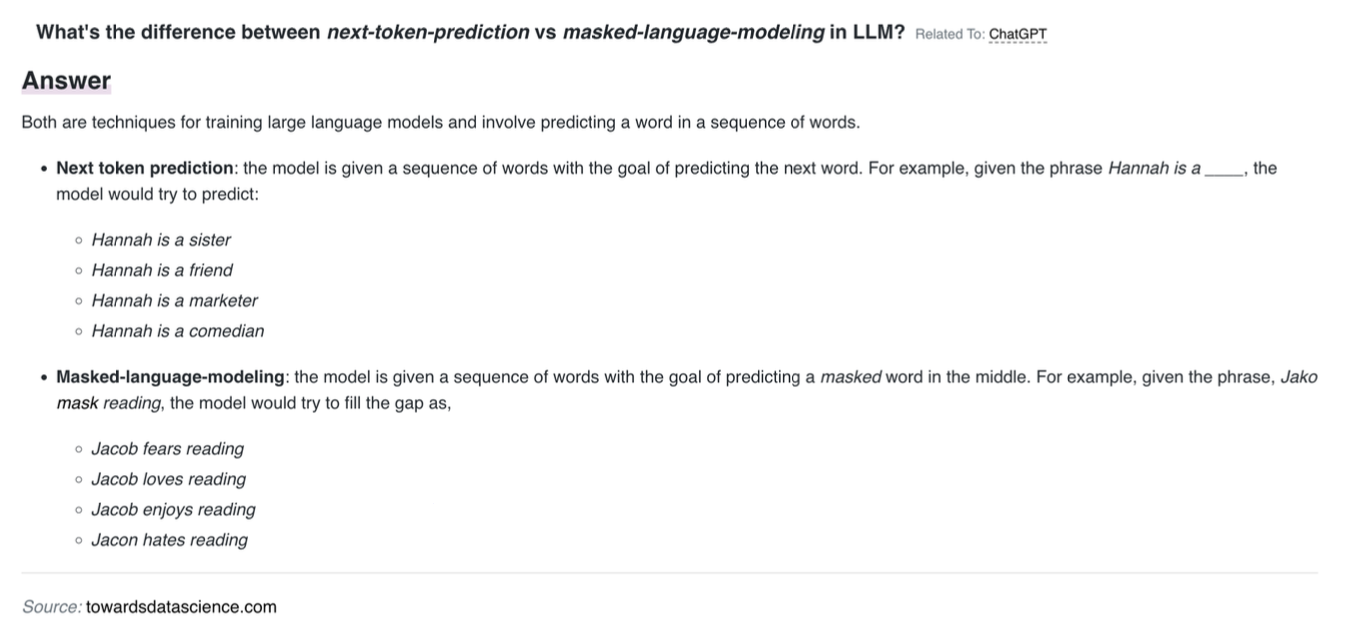 What's the difference between next-token-prediction vs masked-language-modeling in LLM? Related To: ChatGPT
Answer
Both are techniques for training large language models and involve predicting a word in a sequence of words.
• Next token prediction: the model is given a sequence of words with the goal of predicting the next word. For example, given the phrase Hannah is a ____, the
model would try to predict:
◦ Hannah is a sister
◦ Hannah is a friend
◦ Hannah is a marketer
◦ Hannah is a comedian
• Masked-language-modeling: the model is given a sequence of words with the goal of predicting a masked word in the middle. For example, given the phrase, Jako
mask reading, the model would try to fill the gap as,
◦ Jacob fears reading
◦ Jacob loves reading
◦ Jacob enjoys reading
◦ Jacon hates reading
Source: towardsdatascience.com